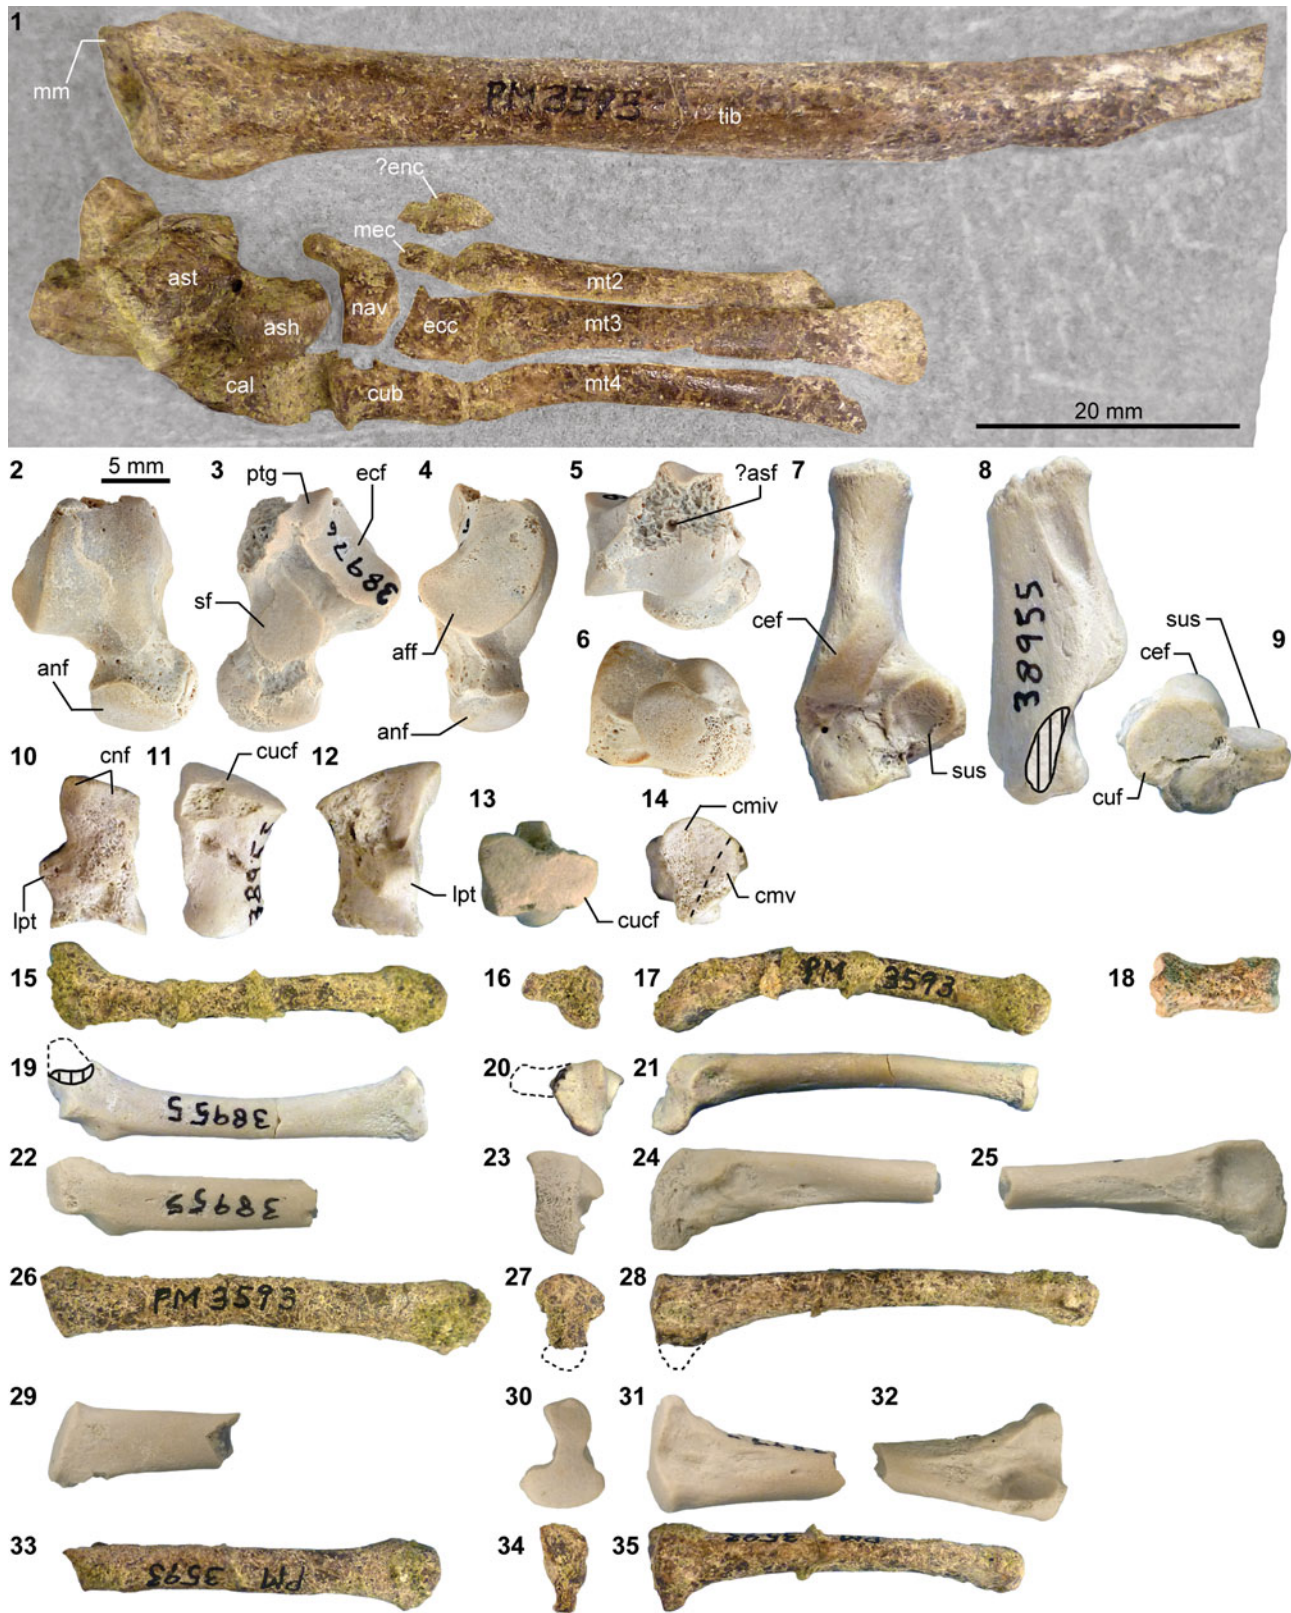 1
mm
PM 3593
tib
?enc
mec
ast
mt2
nav
ash
ecc
mt3
cal
cub
mt4
20 mm
2
5 mm
3
ptg
ecf
4
5
?asf
7
8
38976
sf
cef
38955
sus
9
aff
6
cef
anf
anf
sus
cuf
10
cnf
11
cucf
12
13
14
cmiv
lpt
lpt
cucf
cmv
15
16
17
PM 3593
18
19
38955
20
21
22
38955
23
24
25
26
PM 3593
27
28
29
30
31
32
33
PM
3593
34
35